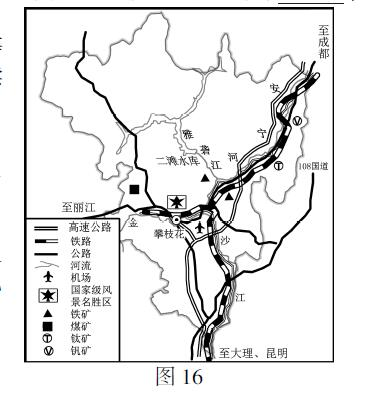 至成都
安
宁
河
雅
砻
江
二滩水库
108国道
至丽江
金
攀枝花
沙
江
高速公路
铁路
公路
河流
机场
国家级风
景名胜区
铁矿
煤矿
钛矿
钒矿
至大理、昆明
图 16